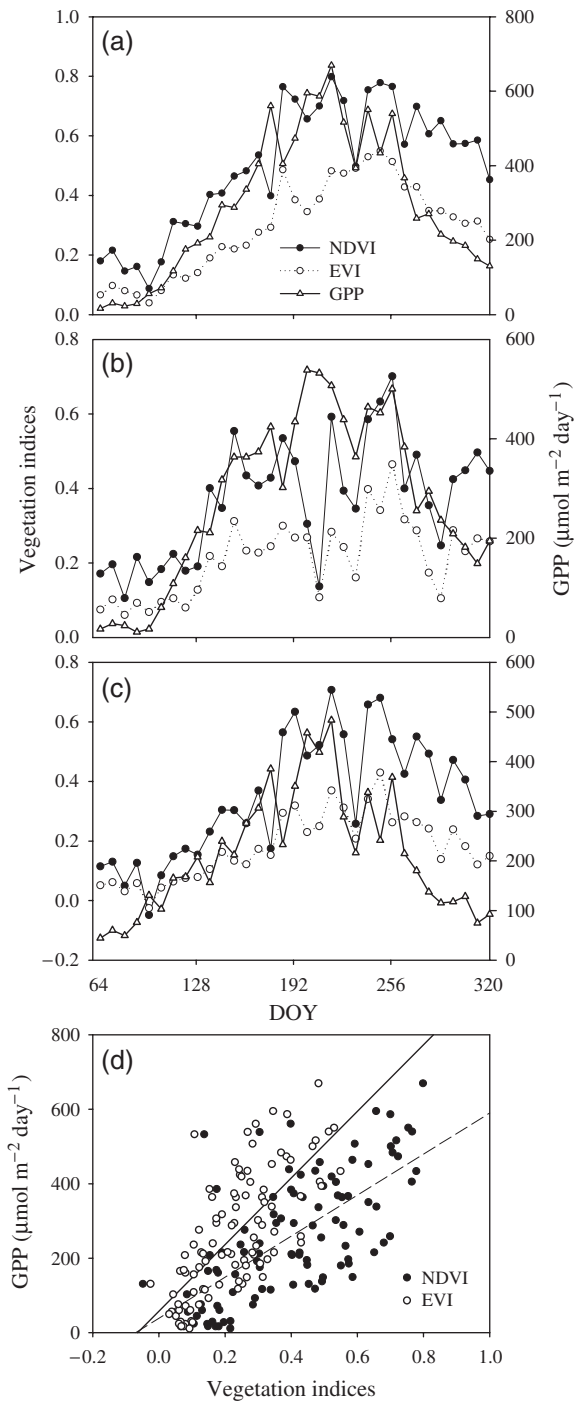 (a)
1.0
0.8
0.6
0.4
0.2
0.0
800
600
400
200
0
NDVI
EVI
GPP
(b)
0.8
0.6
0.4
0.2
0.0
600
400
200
0
Vegetation indices
GPP (µmol m−2 day−1)
(c)
0.8
0.6
0.4
0.2
0.0
−0.2
600
500
400
300
200
100
0
64 128 192 256 320
DOY
(d)
800
600
400
200
0
GPP (µmol m−2 day−1)
NDVI
EVI
−0.2 0.0 0.2 0.4 0.6 0.8 1.0
Vegetation indices